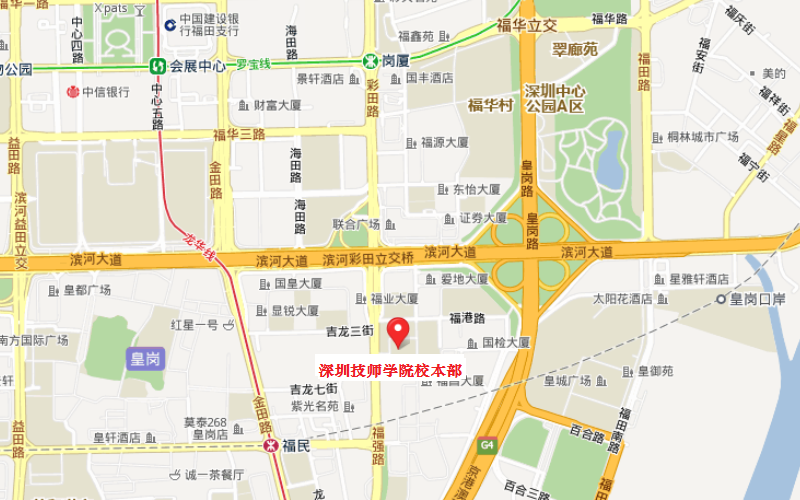 Xpats
中国建设银
行福田支行
海田路
福华立交
福华路
福庆街
福鑫苑
翠廊苑
福田路
福安街
中心四路
会展中心
罗宝线
岗厦
景轩酒店
国丰酒店
美的
公园
中信银行
中心五路
财富大厦
彩田路
福华村
深圳中心
公园A区
福祥街
福星路
福华三路
益田路
海田路
福源大厦
桐林城市广场
金田路
皇岗路
福宁街
滨河益田立交
海田路
东怡大厦
联合广场
证券大厦
皇岗路
龙华线
滨河大道
滨河大道
滨河彩田立交桥
滨河大道
滨河大道
皇都广场
国皇大厦
爱地大厦
星雅轩酒店
显锐大厦
福业大厦
太阳花酒店
皇岗口岸
红星一号
吉龙三街
福港路
南方国际广场
国检大厦
皇岗
深圳技师学院校本部
皇御苑
吉龙七街
福昌大厦
皇城广场
紫光名苑
金田路
莫泰268
皇岗店
皇轩酒店
益田路
福民
福强路
百合路
福田南路
G4
诚一茶餐厅
京港澳